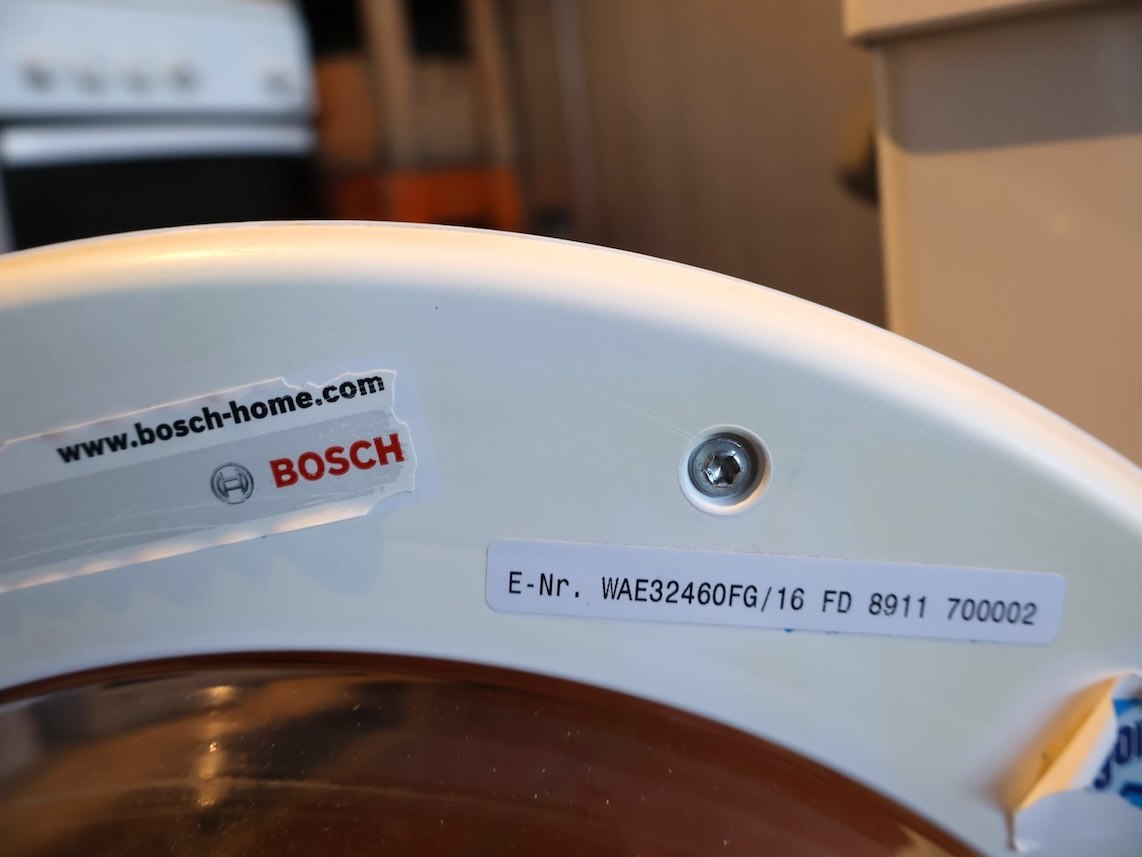 www.bosch-home.com
BOSCH
E-Nr. WAE32460FG/16 FD 8911 700002